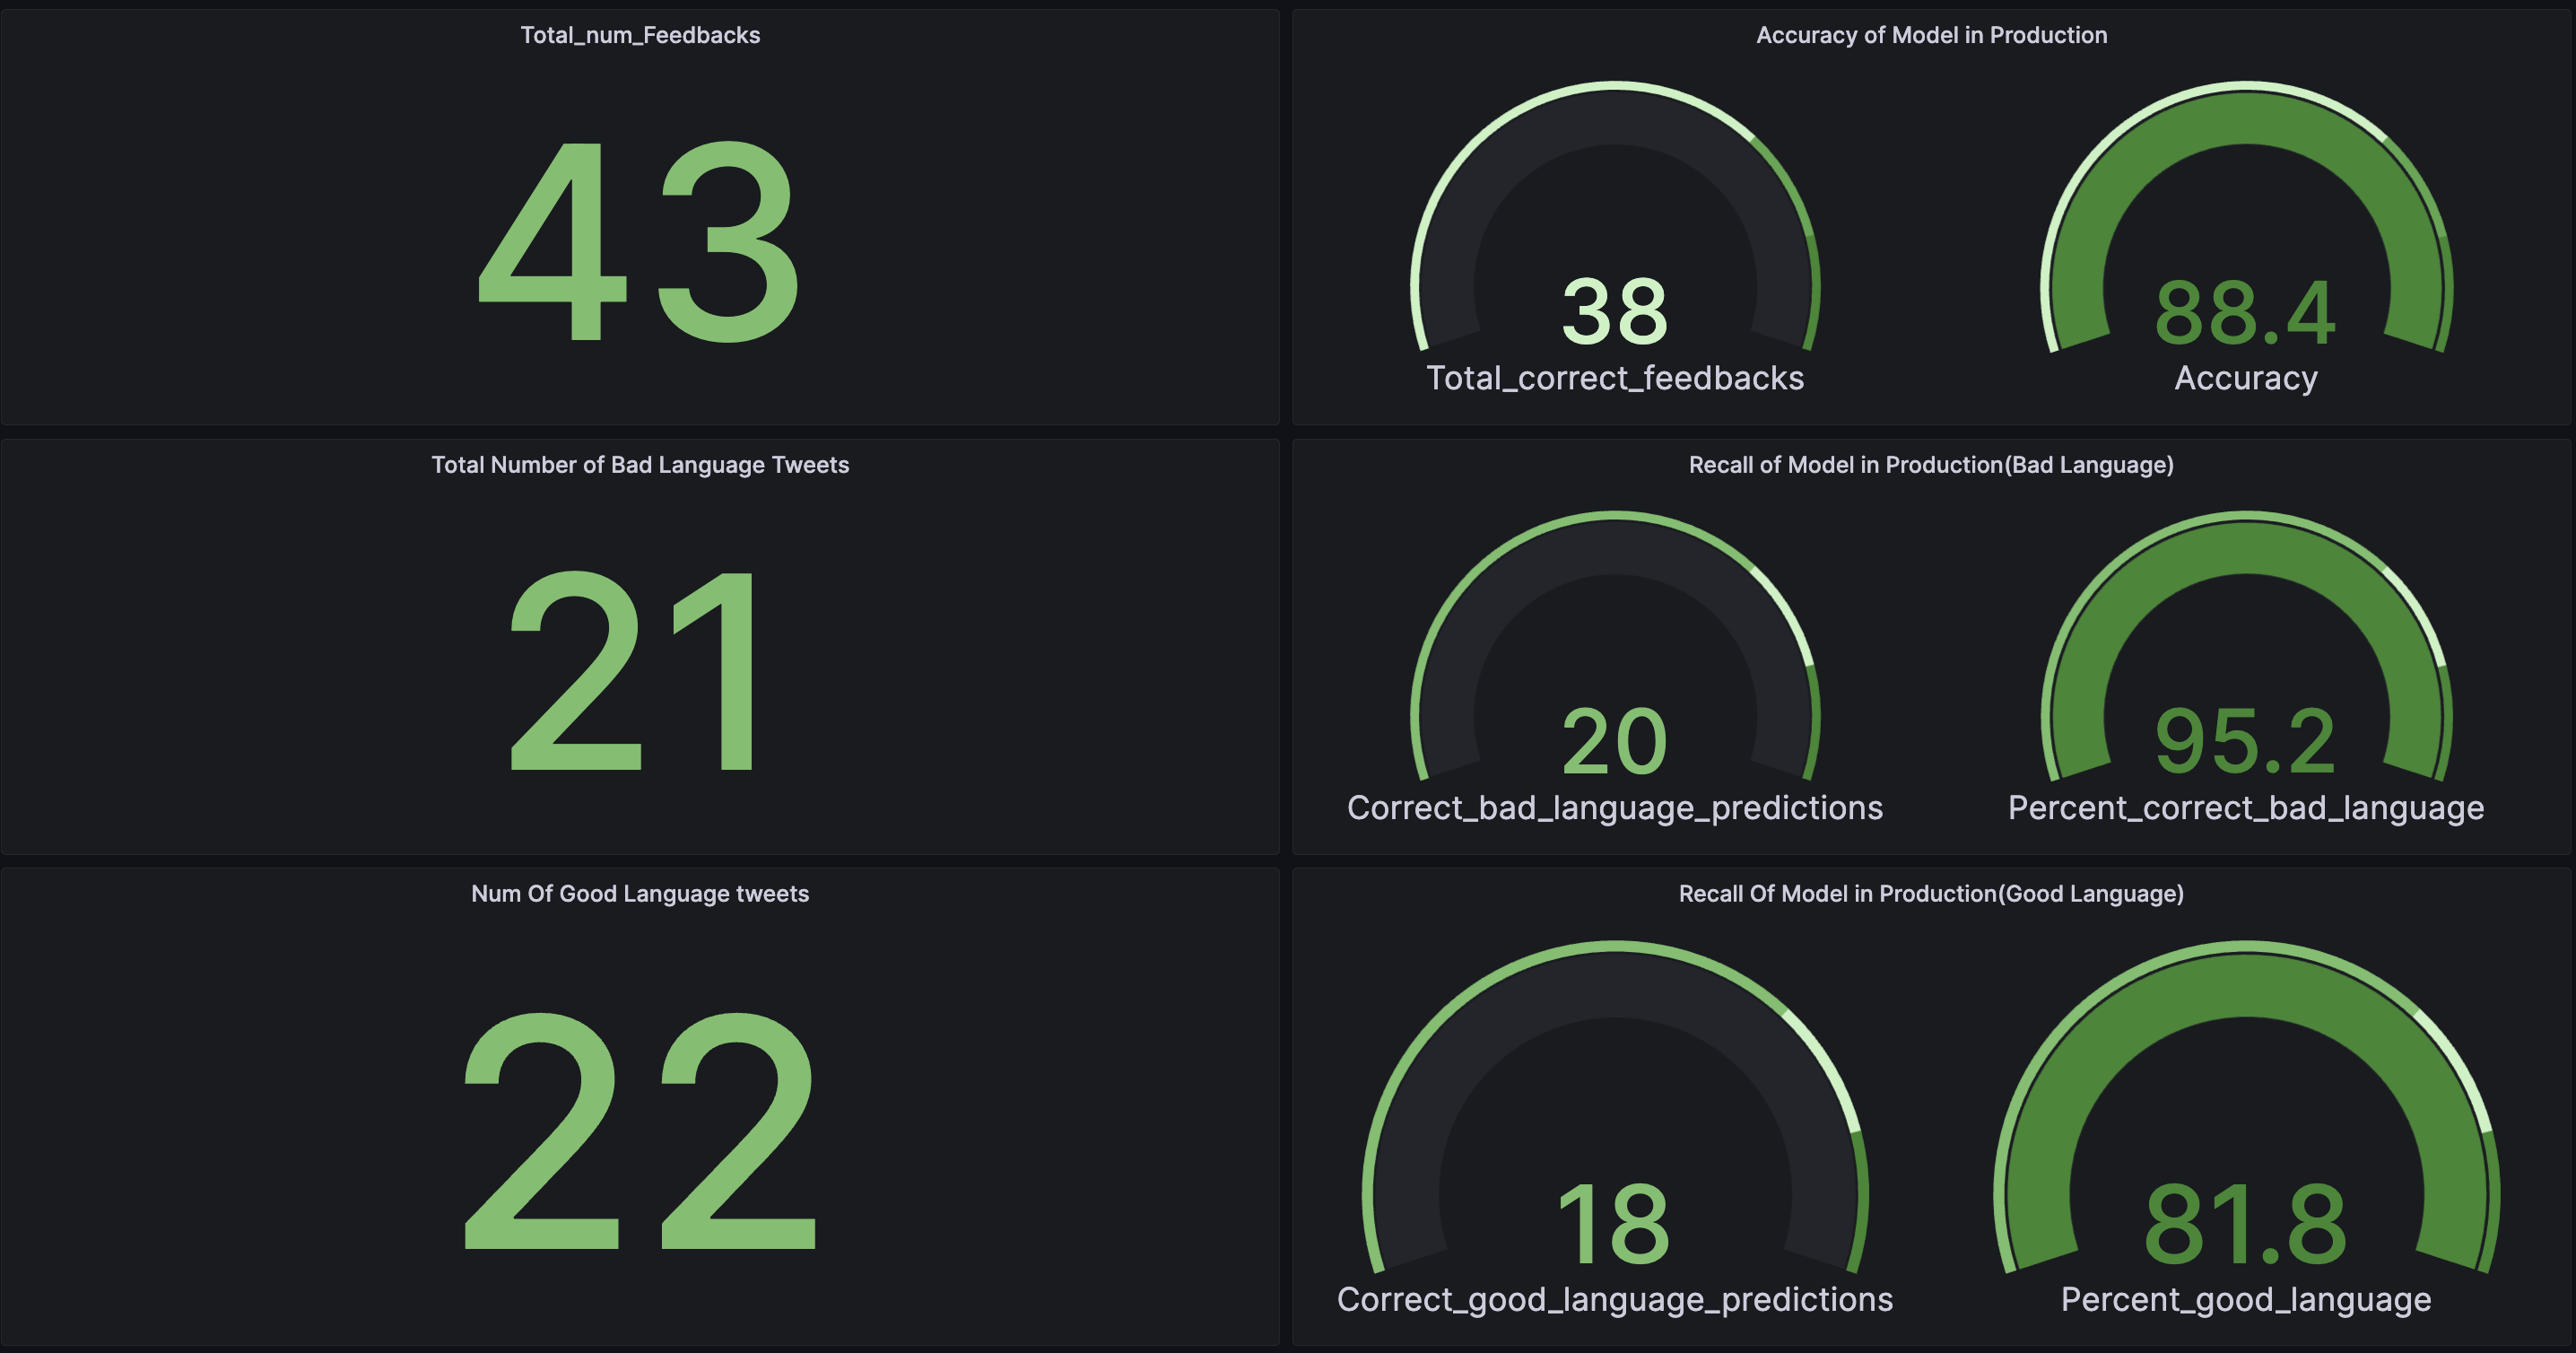 Total_num_Feedbacks
43
Accuracy of Model in Production
38
Total_correct_feedbacks
88.4
Accuracy
Total Number of Bad Language Tweets
21
Recall of Model in Production(Bad Language)
20
Correct_bad_language_predictions
95.2
Percent_correct_bad_language
Num Of Good Language tweets
22
Recall Of Model in Production(Good Language)
18
Correct_good_language_predictions
81.8
Percent_good_language